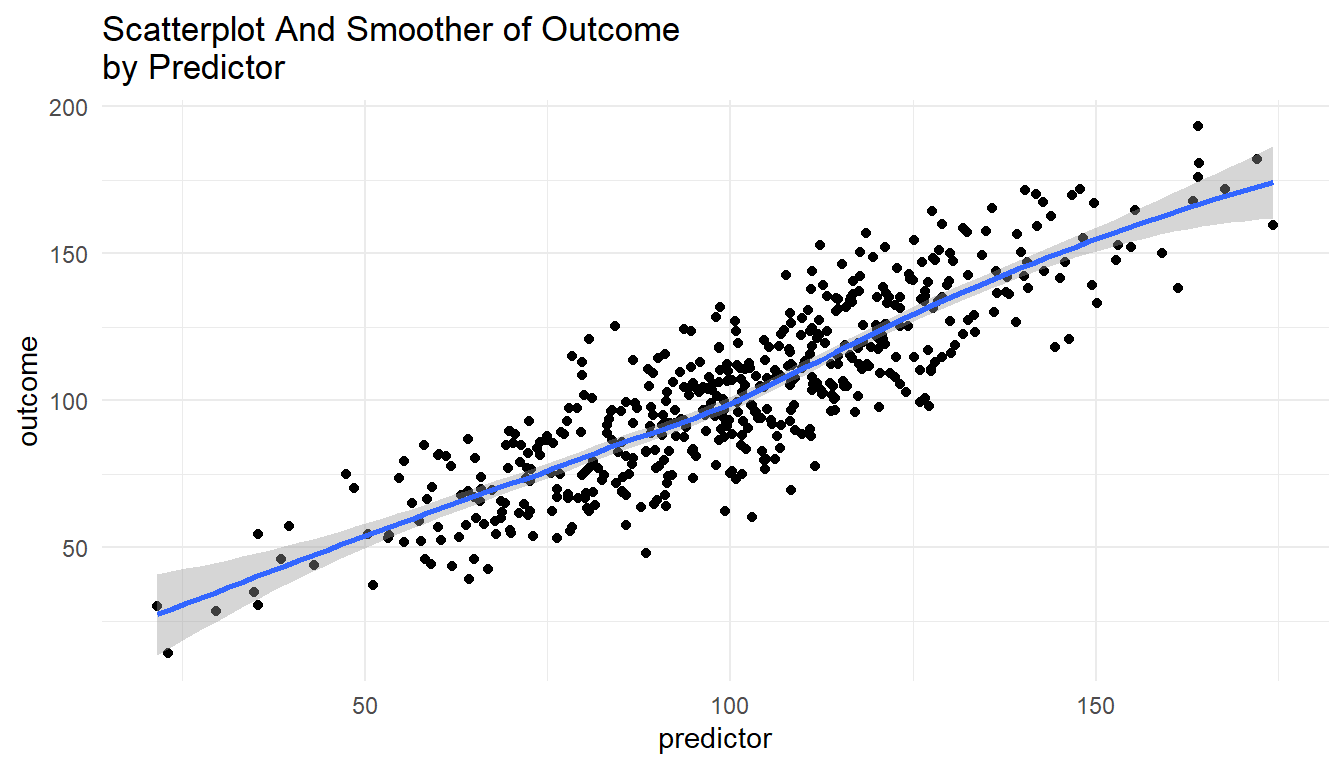 Scatterplot And Smoother of Outcome
by Predictor
200
150
100
50
outcome
50 100 150
predictor